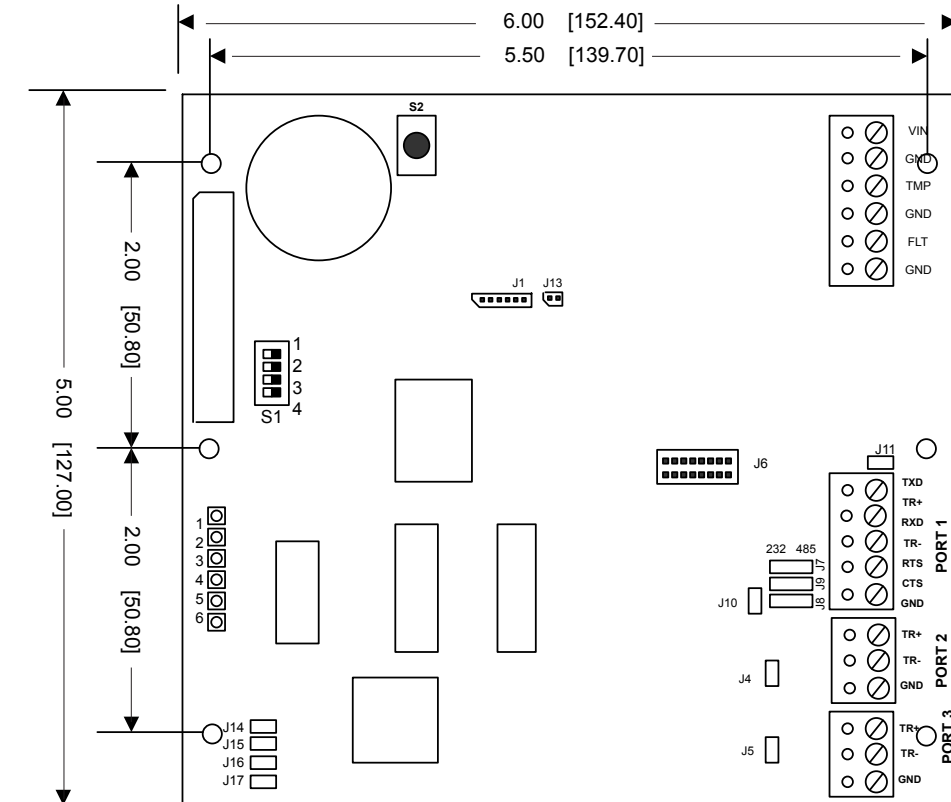 6.00 [152.40]
5.50 [139.70]
S2
VIN
GND
TMP
GND
FLT
GND
2.00 [50.80]
5.00 [127.00]
J1
J13
1
2
3
4
S1
J6
J11
TXD
TR+
RXD
TR-
RTS
CTS
GND
PORT 1
2.00 [50.80]
1
2
3
4
5
6
232 485
J7
J9
J8
J10
TR+
TR-
GND
PORT 2
J4
TR+
TR-
GND
PORT 3
J5
J14
J15
J16
J17